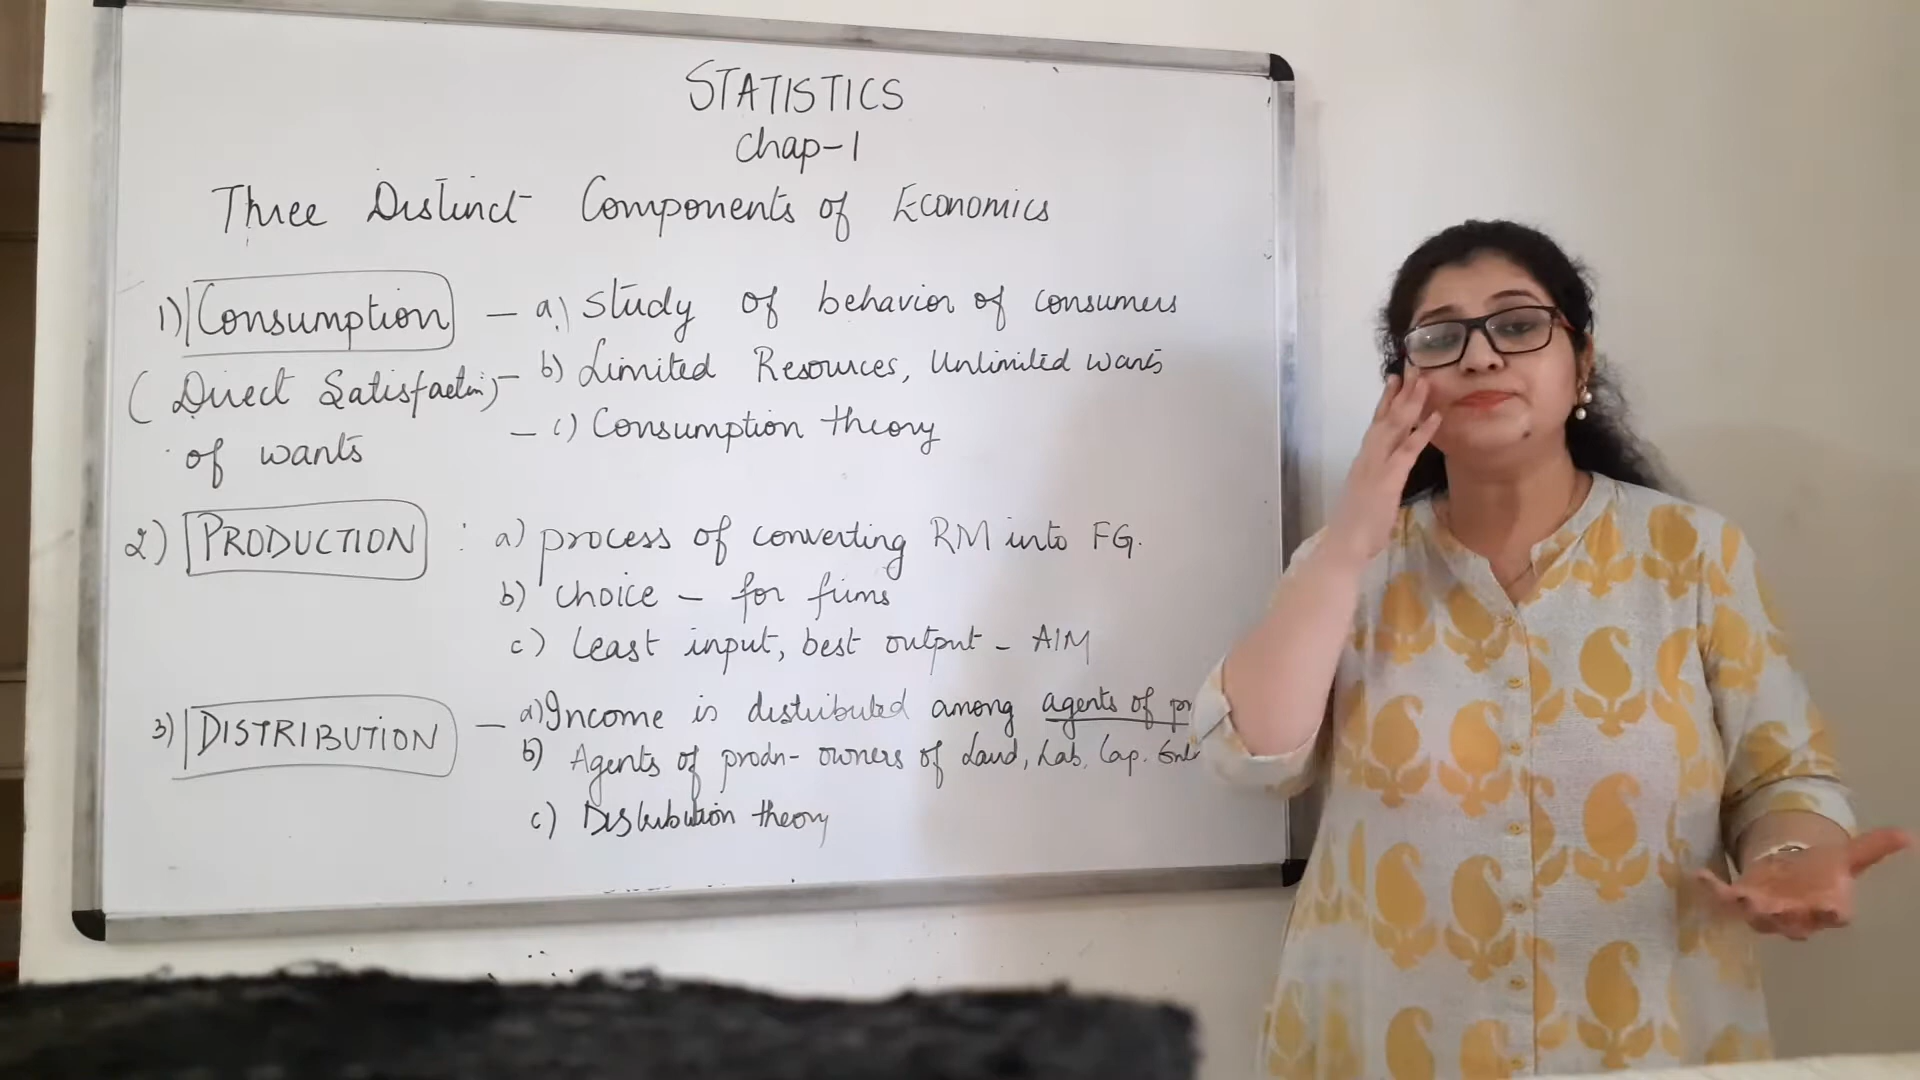 STATISTICS
Chap-1
Three Distinct Components of Economics
1) Consumption - a) Study of behavior of consumers
(Direct Satisfaction) - b) Limited Resources, Unlimited wants
of wants - c) Consumption theory
2) PRODUCTION : a) process of converting RM into FG.
b) choice - for firms
c) least input, best output - AIM
3) DISTRIBUTION - a) Income is distributed among agents of
b) Agents of prodn- owners of Land, Lab, Cap.
c) Distribution theory